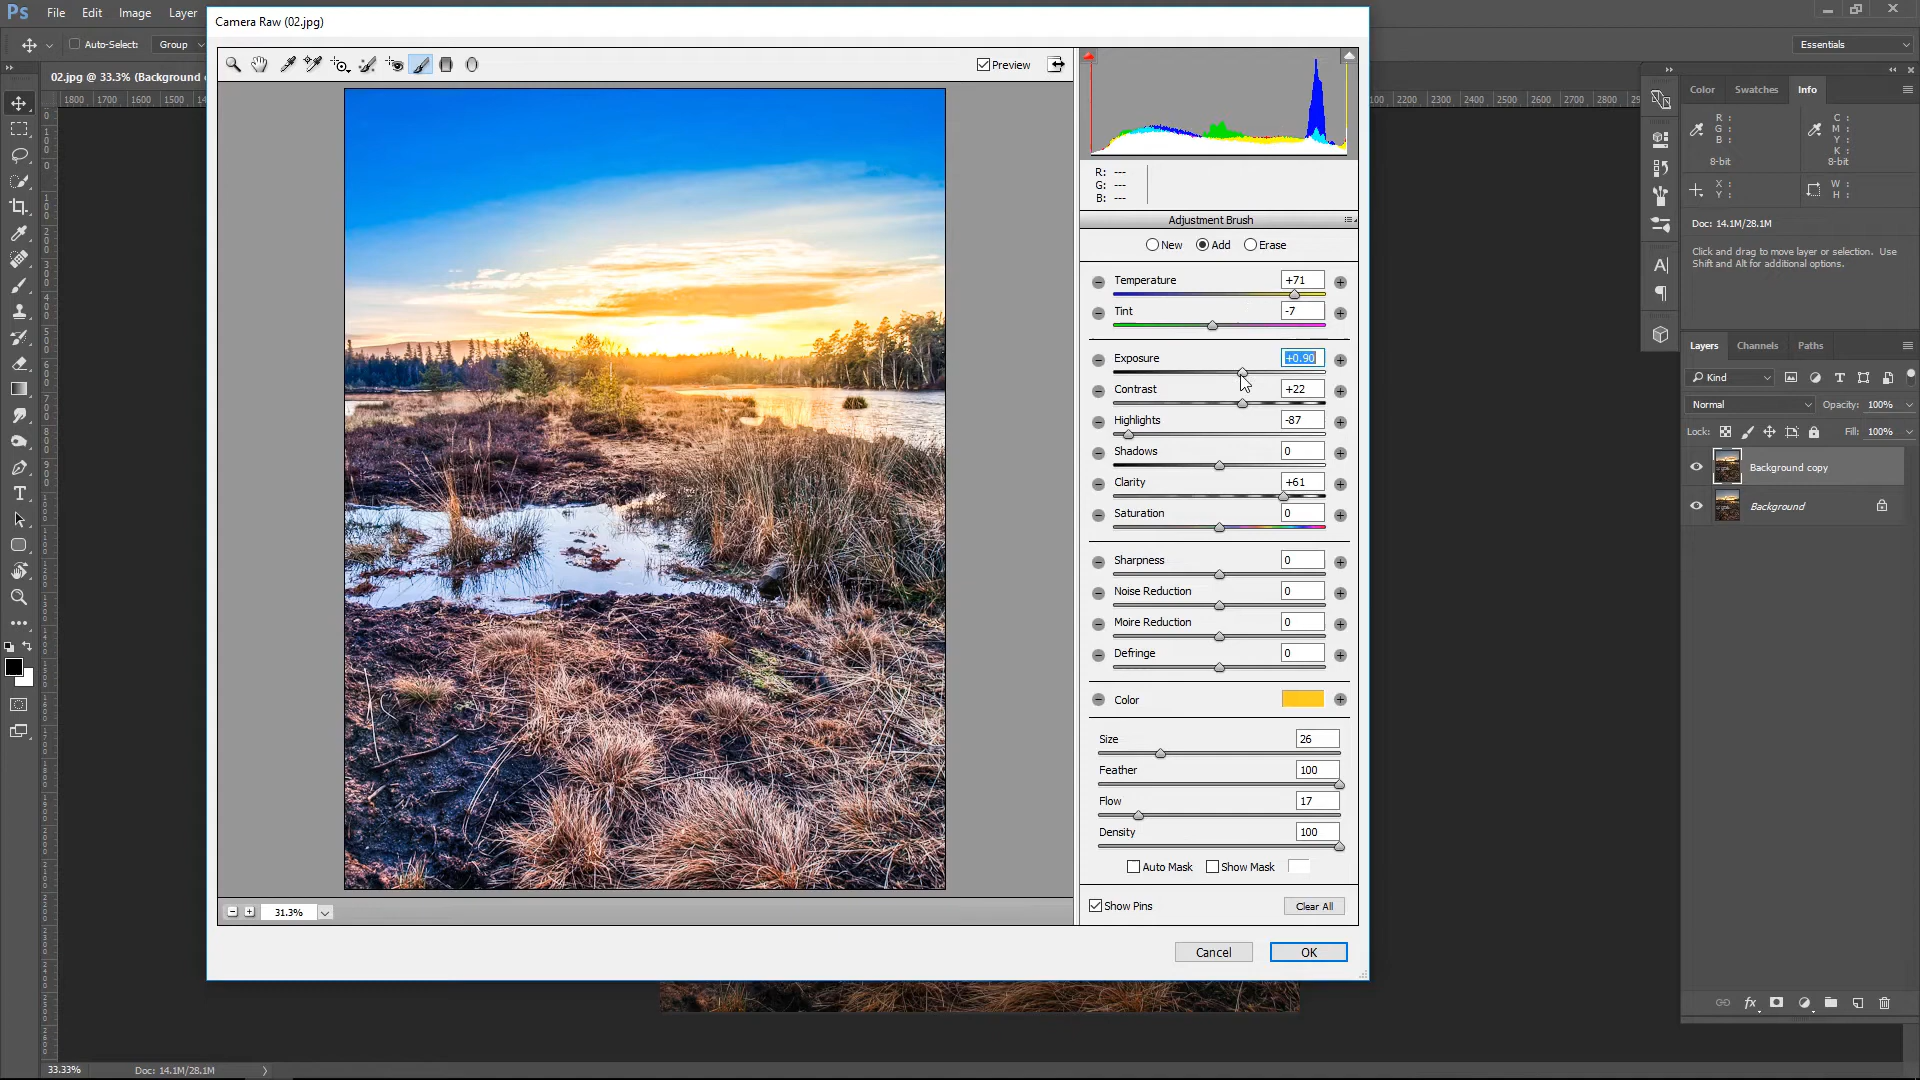 Ps File Edit Image Layer
Camera Raw (02.jpg)
Auto-Select: Group
Essentials
02.jpg @ 33.3% (Background
Preview
1800 1700 1600 1500
2200 2300 2400 2500 2600 2700 2800
Color Swatches Info
R: C:
G: M:
B: Y:
K:
8-bit 8-bit
X: W:
Y: H:
Doc: 14.1M/28.1M
Click and drag to move layer or selection. Use
Shift and Alt for additional options.
R: ---
G: ---
B: ---
Adjustment Brush
New Add Erase
Temperature +71
Tint -7
Exposure +0.90
Contrast +22
Highlights -87
Shadows 0
Clarity +61
Saturation 0
Sharpness 0
Noise Reduction 0
Moire Reduction 0
Defringe 0
Color
Size 26
Feather 100
Flow 17
Density 100
Auto Mask Show Mask
Show Pins Clear All
Cancel OK
31.3%
Layers Channels Paths
Kind
Normal Opacity: 100%
Lock: Fill: 100%
Background copy
Background
fx
33.33% Doc: 14.1M/28.1M